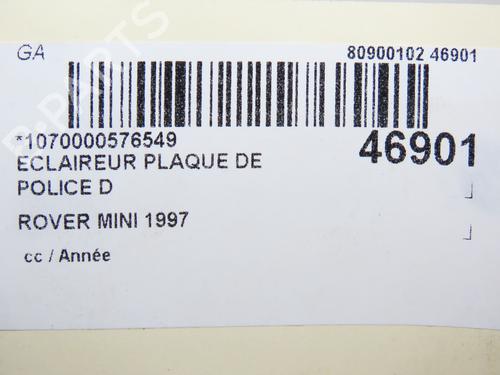 GA 80900102 46901
*1070000576549 46901
ECLAIREUR PLAQUE DE
POLICE D
ROVER MINI 1997
cc / Année